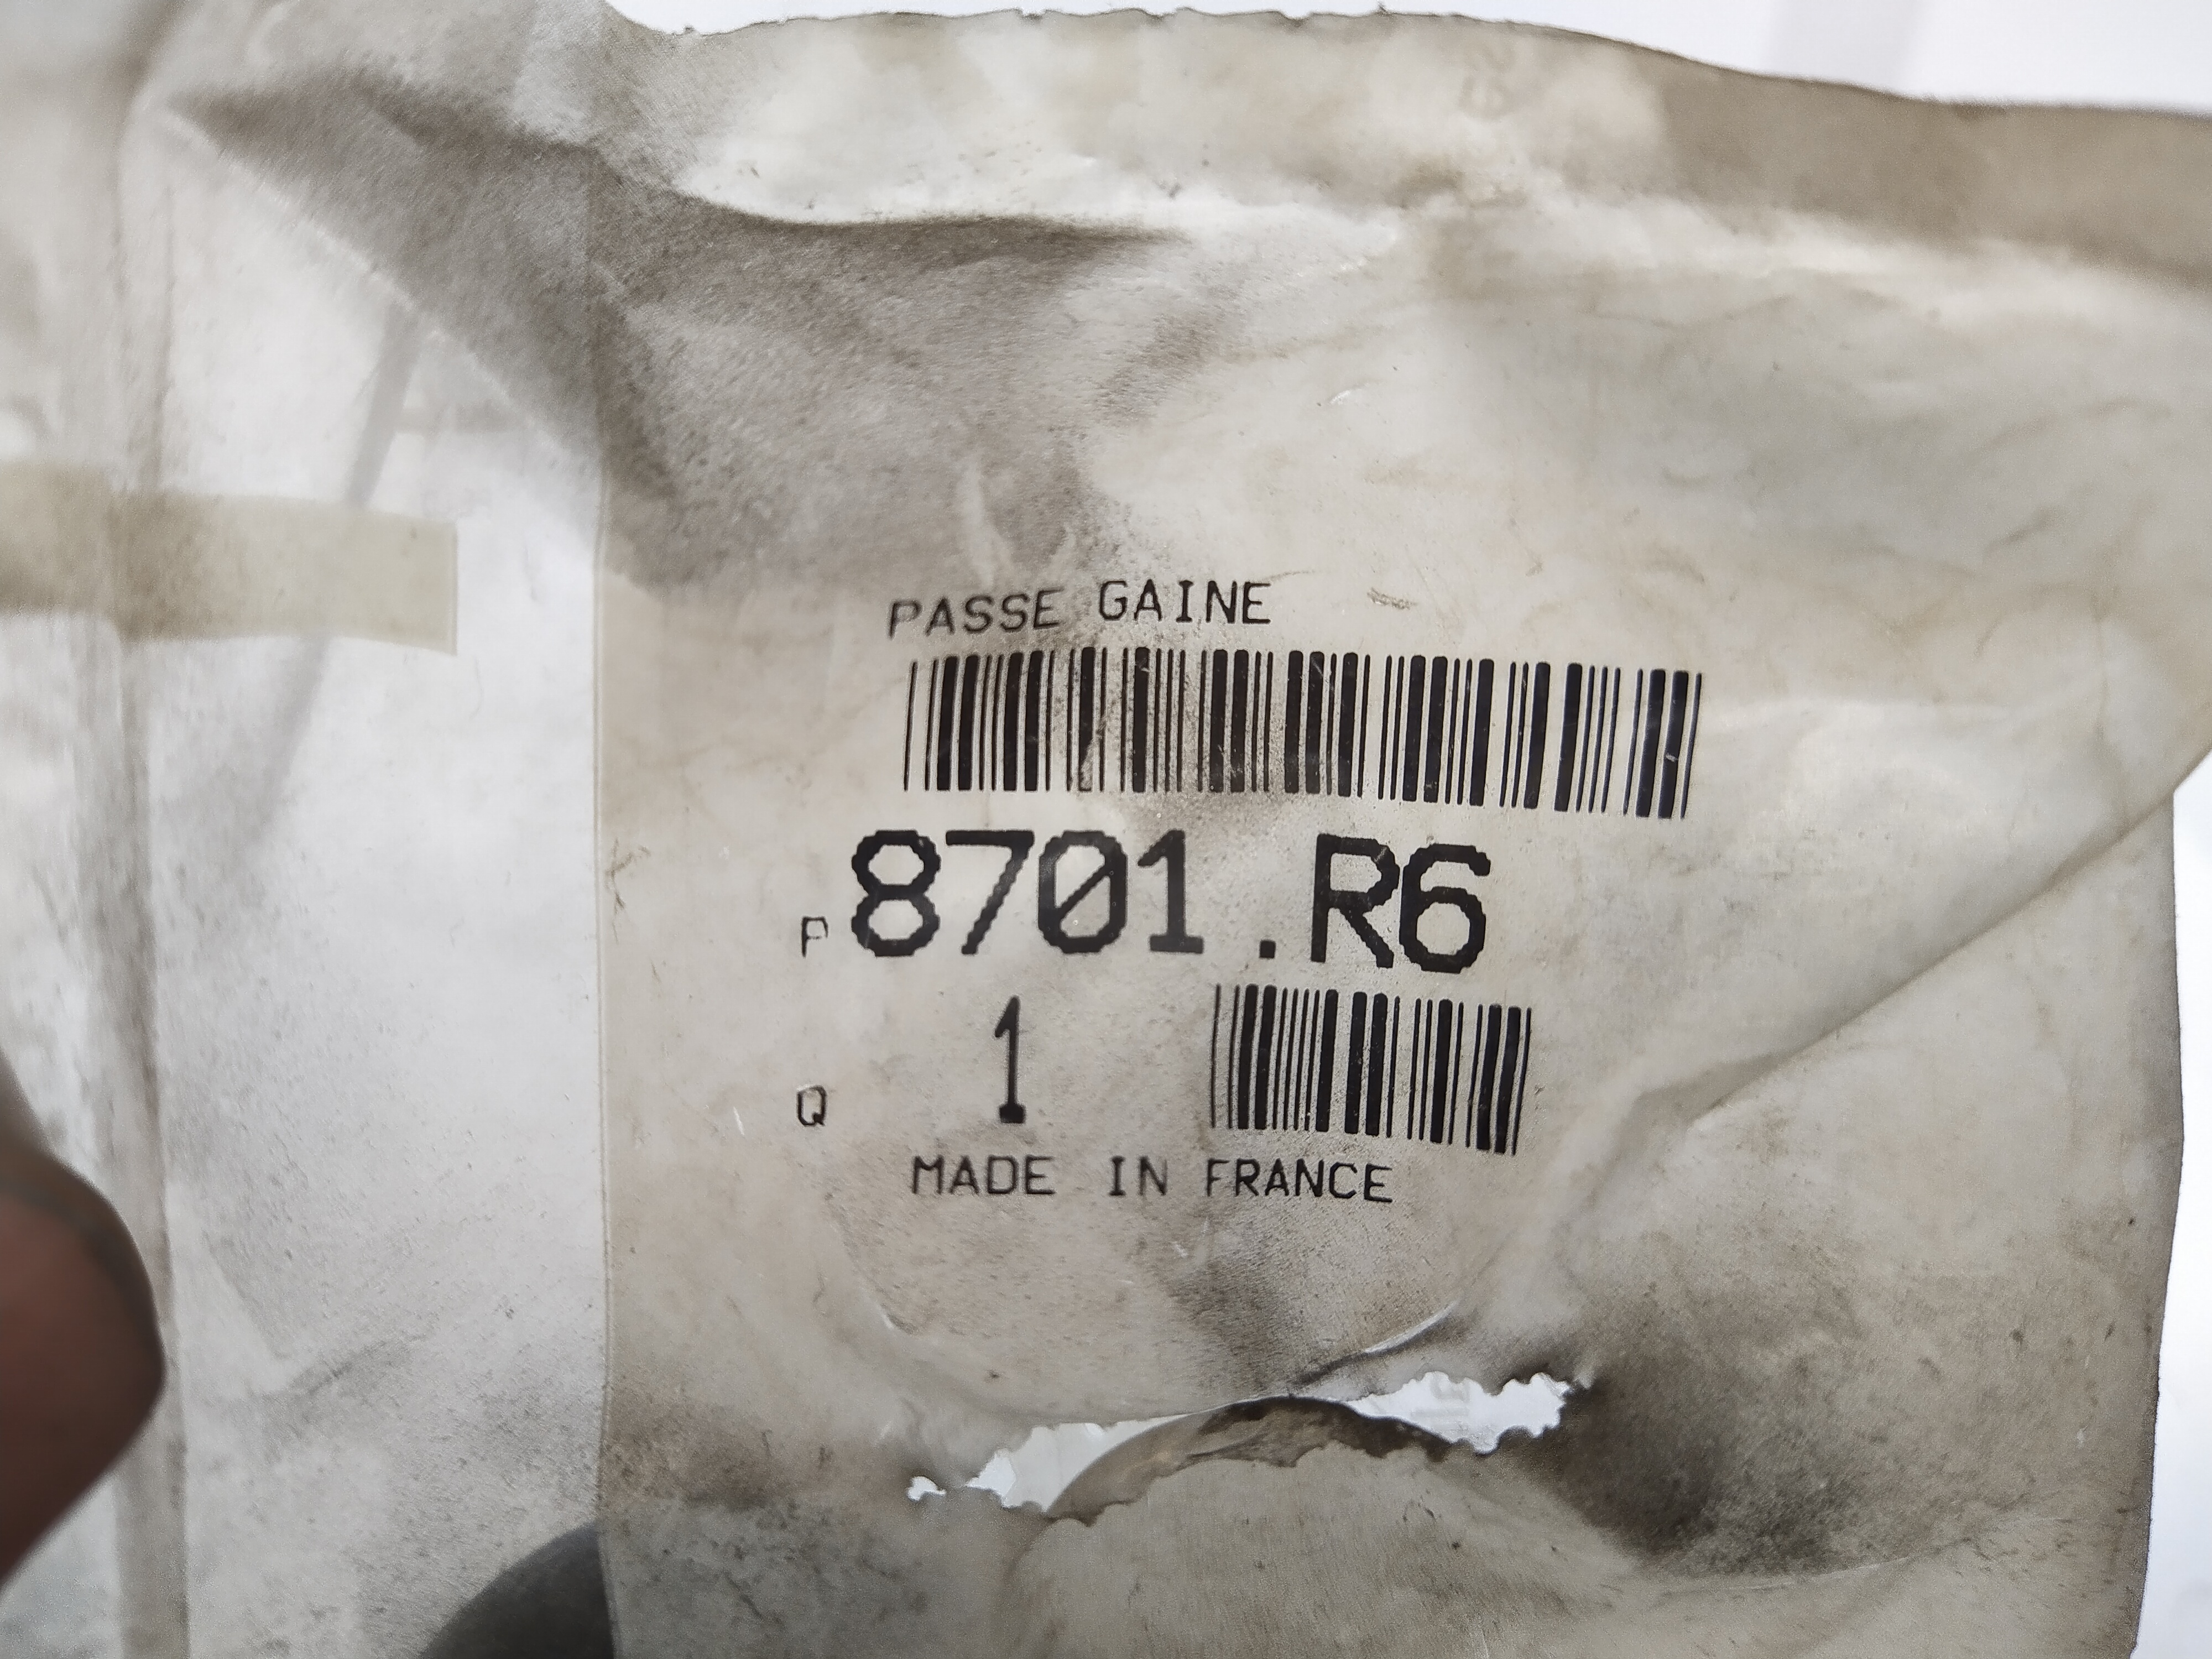 PASSE GAINE
P 8701.R6
Q 1
MADE IN FRANCE